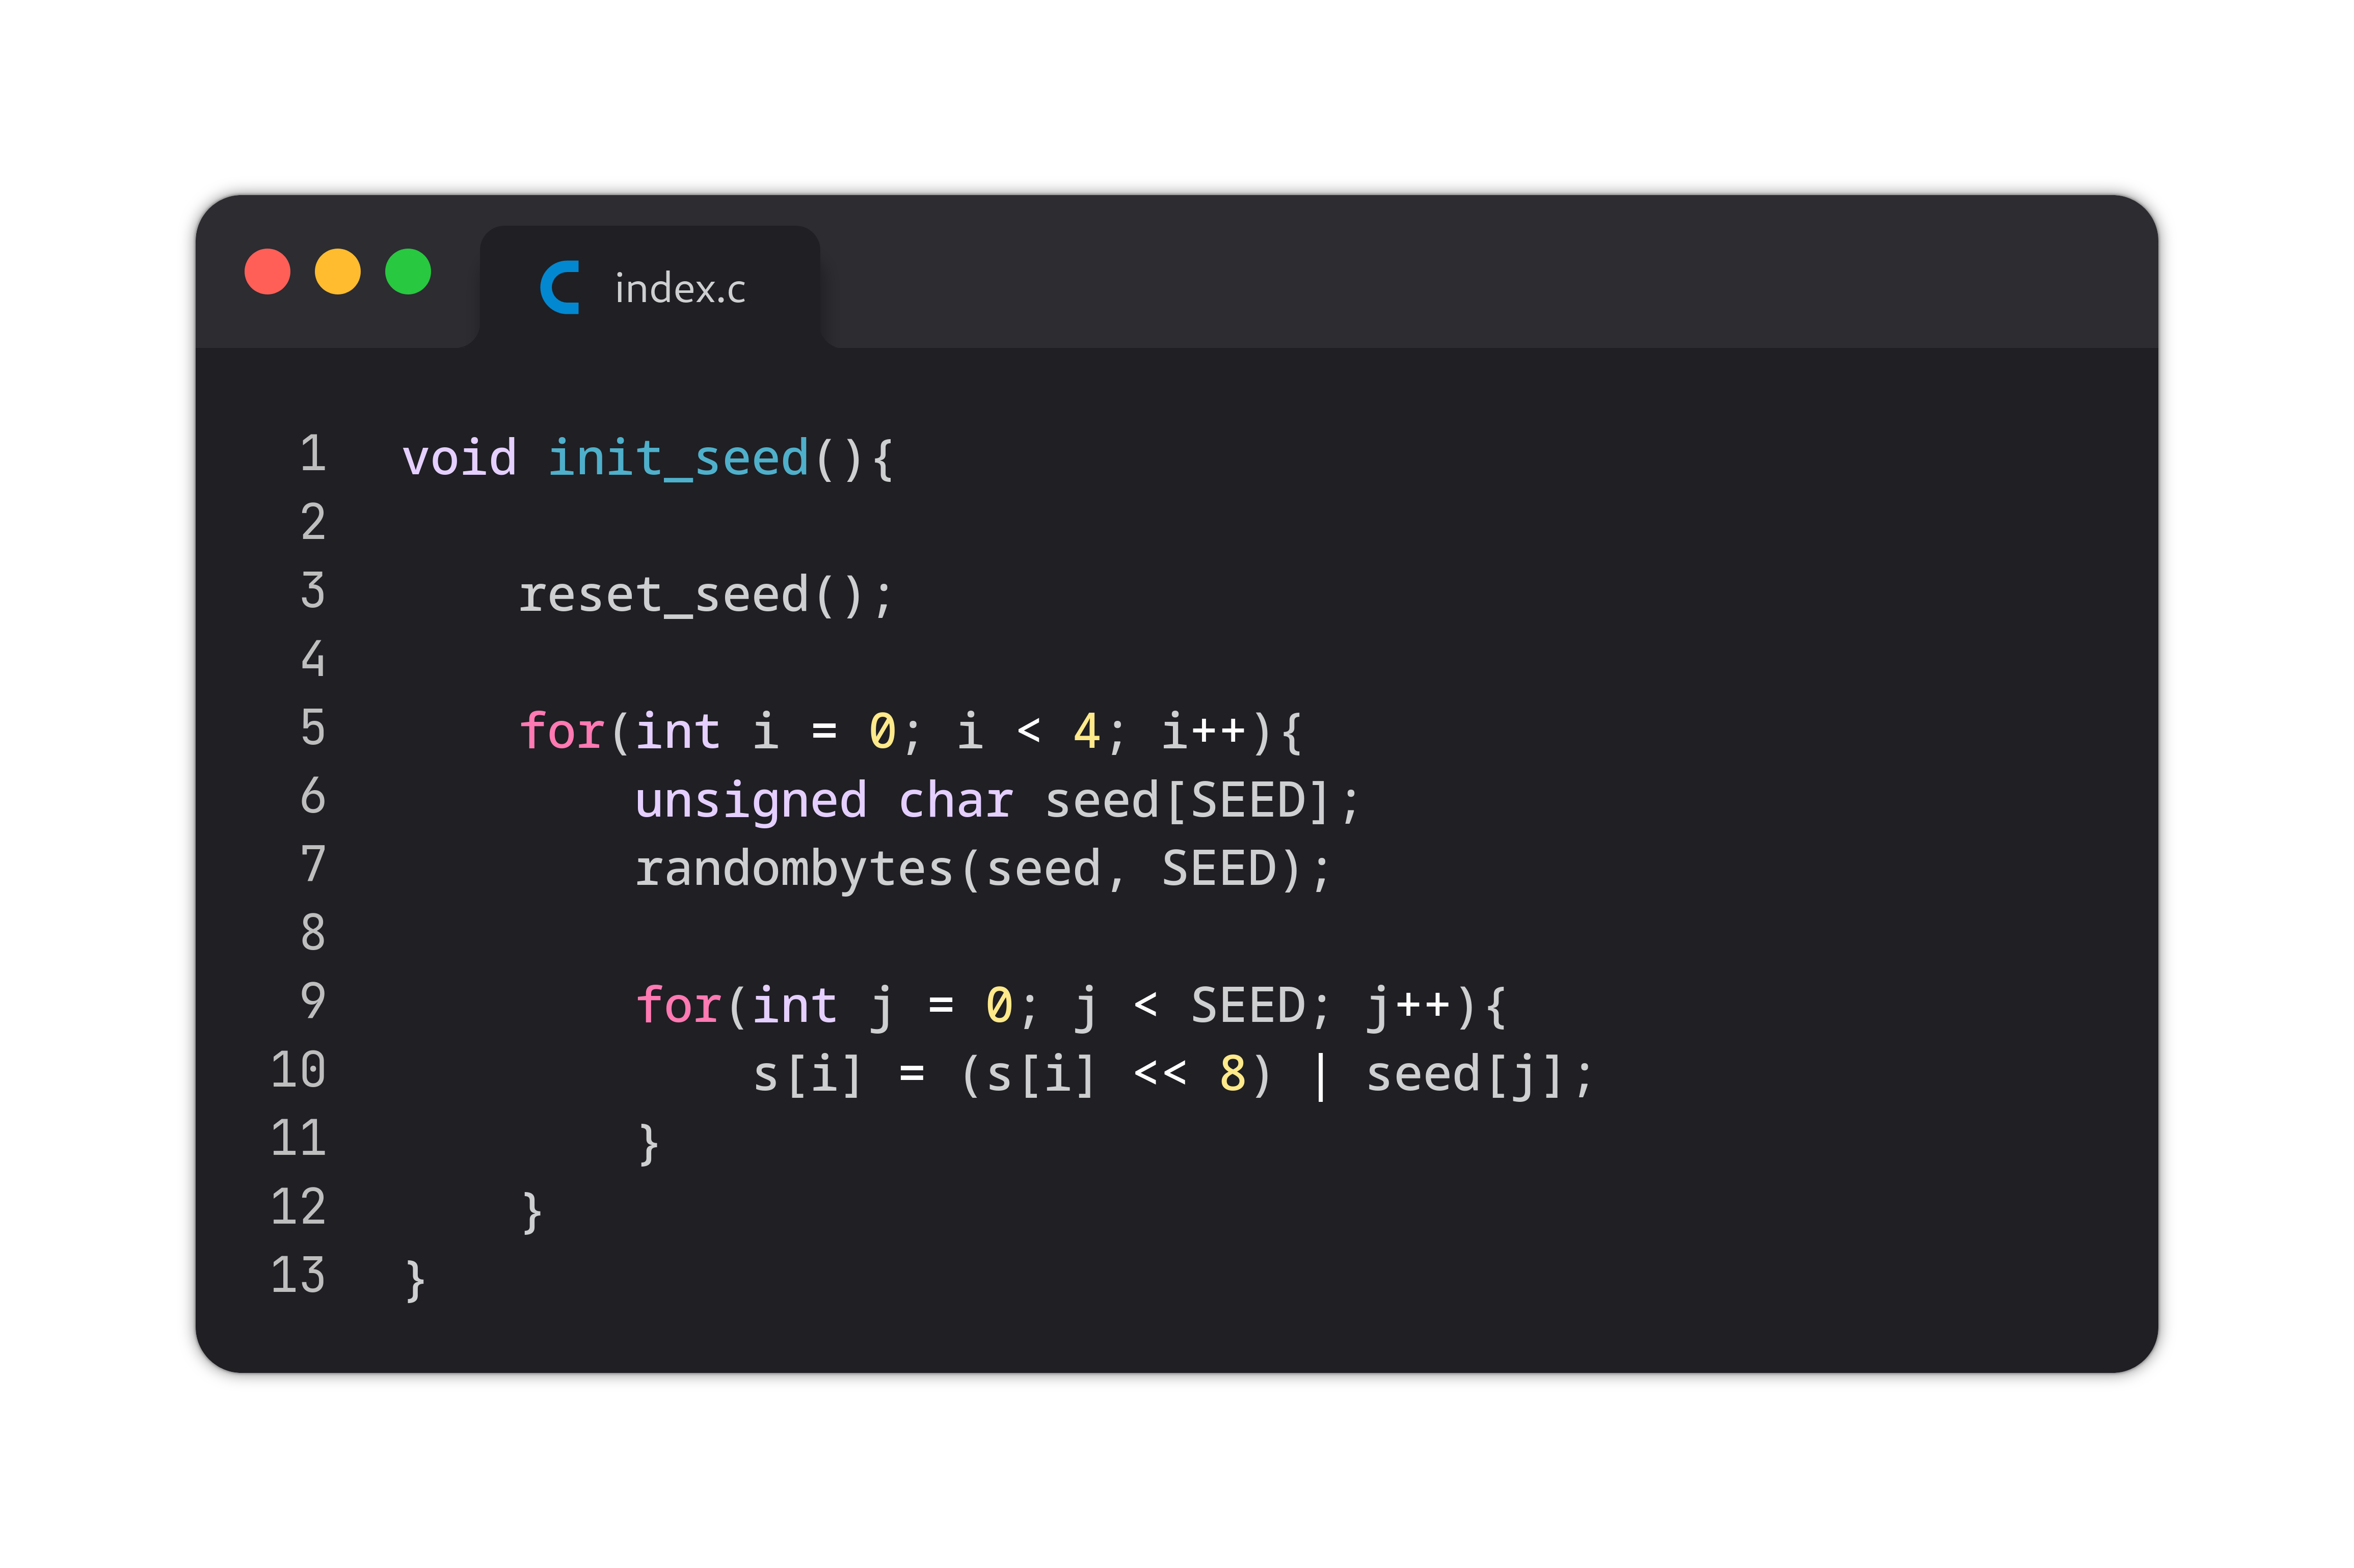 index.c
1 void init_seed(){
2
3     reset_seed();
4
5     for(int i = 0; i < 4; i++){
6         unsigned char seed[SEED];
7         randombytes(seed, SEED);
8
9         for(int j = 0; j < SEED; j++){
10             s[i] = (s[i] << 8) | seed[j];
11         }
12     }
13 }